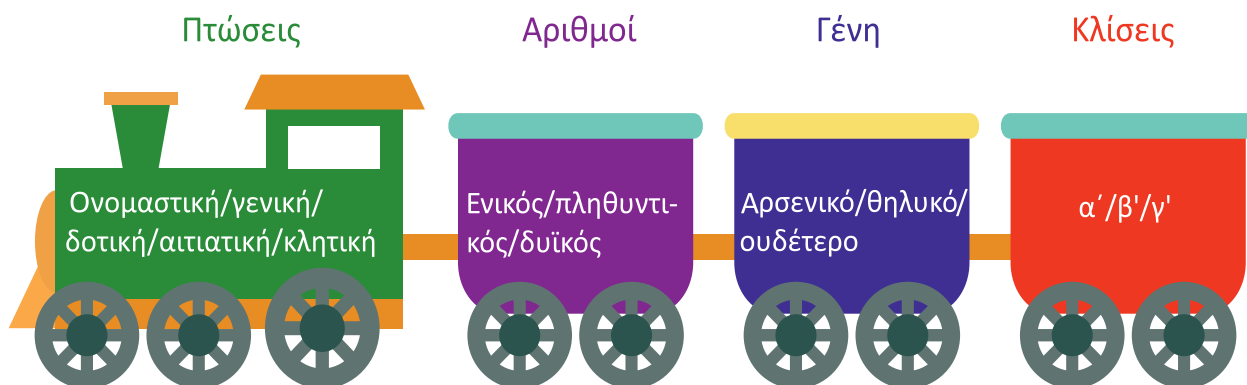 Πτώσεις
Αριθμοί
Γένη
Κλίσεις
Ονομαστική/γενική/
δοτική/αιτιατική/κλητική
Ενικός/πληθυντι-
κός/δυϊκός
Αρσενικό/θηλυκό/
ουδέτερο
α΄/β'/γ'